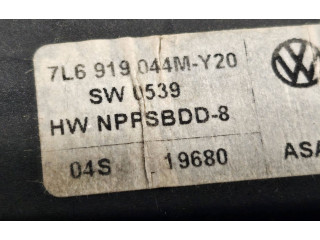 7L6 919 044M-Y20
SW 0539
HW NPPSBDD-8
04S 19680 ASA